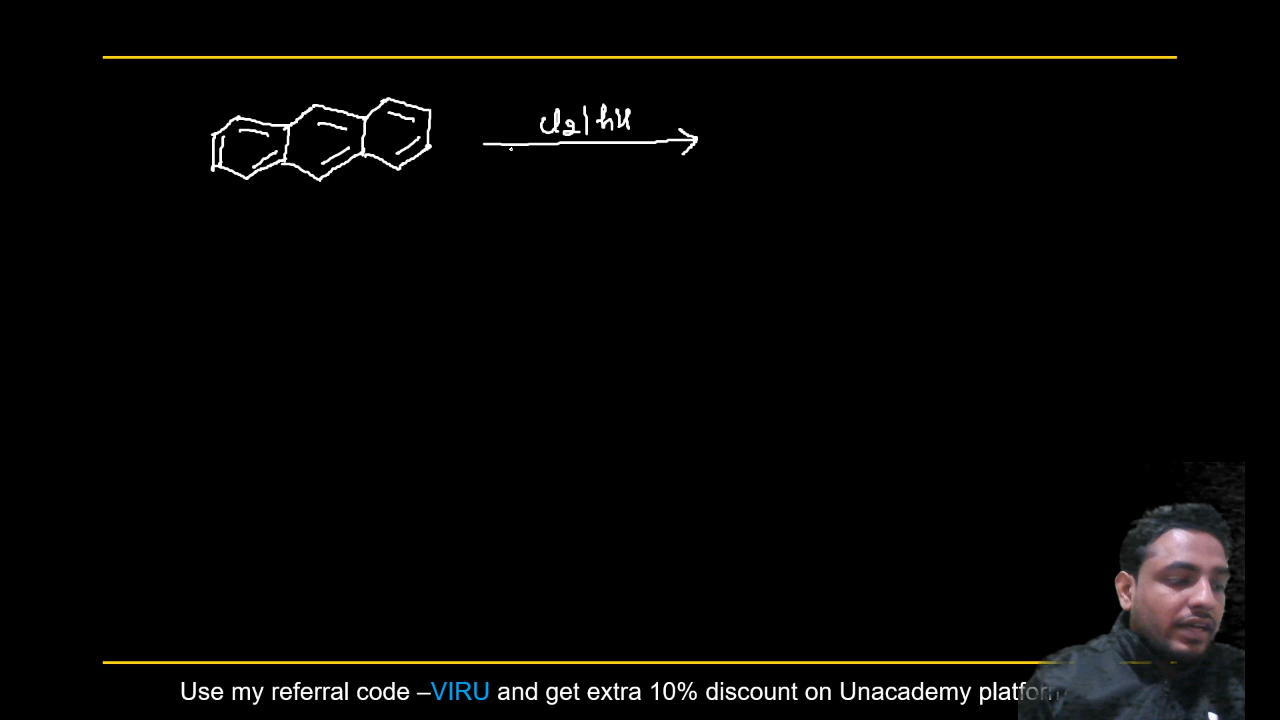 Cl2|hν
Use my referral code –VIRU and get extra 10% discount on Unacademy platform